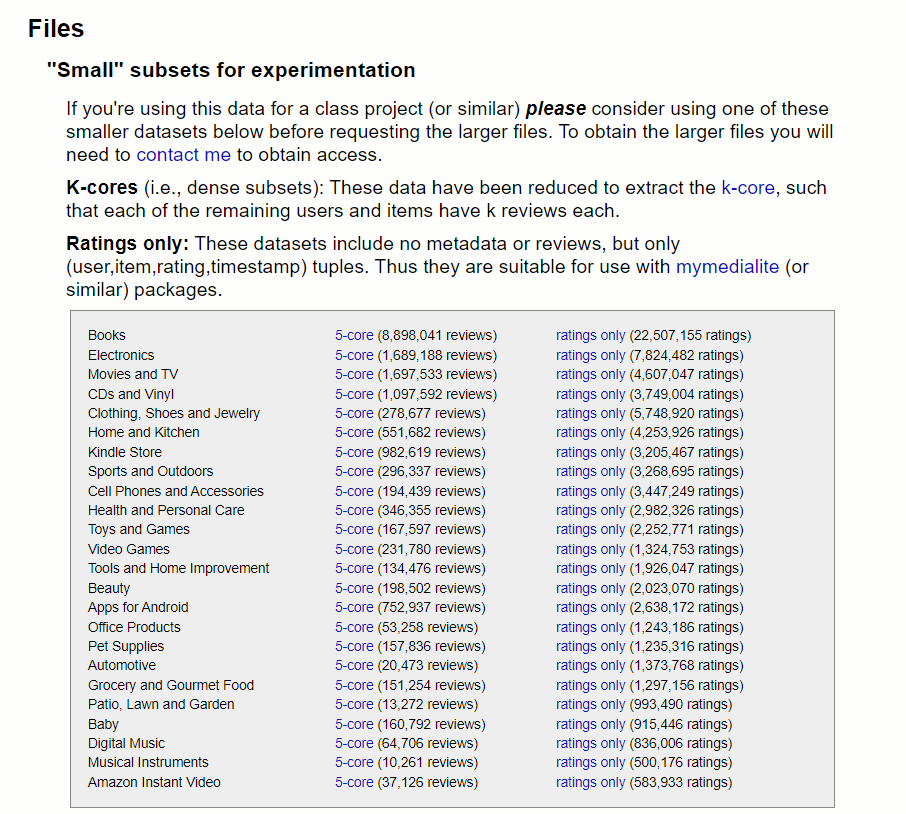 Files
"Small" subsets for experimentation
If you're using this data for a class project (or similar) please consider using one of these
smaller datasets below before requesting the larger files. To obtain the larger files you will
need to contact me to obtain access.
K-cores (i.e., dense subsets): These data have been reduced to extract the k-core, such
that each of the remaining users and items have k reviews each.
Ratings only: These datasets include no metadata or reviews, but only
(user,item,rating,timestamp) tuples. Thus they are suitable for use with mymedialite (or
similar) packages.
Books 5-core (8,898,041 reviews) ratings only (22,507,155 ratings)
Electronics 5-core (1,689,188 reviews) ratings only (7,824,482 ratings)
Movies and TV 5-core (1,697,533 reviews) ratings only (4,607,047 ratings)
CDs and Vinyl 5-core (1,097,592 reviews) ratings only (3,749,004 ratings)
Clothing, Shoes and Jewelry 5-core (278,677 reviews) ratings only (5,748,920 ratings)
Home and Kitchen 5-core (551,682 reviews) ratings only (4,253,926 ratings)
Kindle Store 5-core (982,619 reviews) ratings only (3,205,467 ratings)
Sports and Outdoors 5-core (296,337 reviews) ratings only (3,268,695 ratings)
Cell Phones and Accessories 5-core (194,439 reviews) ratings only (3,447,249 ratings)
Health and Personal Care 5-core (346,355 reviews) ratings only (2,982,326 ratings)
Toys and Games 5-core (167,597 reviews) ratings only (2,252,771 ratings)
Video Games 5-core (231,780 reviews) ratings only (1,324,753 ratings)
Tools and Home Improvement 5-core (134,476 reviews) ratings only (1,926,047 ratings)
Beauty 5-core (198,502 reviews) ratings only (2,023,070 ratings)
Apps for Android 5-core (752,937 reviews) ratings only (2,638,172 ratings)
Office Products 5-core (53,258 reviews) ratings only (1,243,186 ratings)
Pet Supplies 5-core (157,836 reviews) ratings only (1,235,316 ratings)
Automotive 5-core (20,473 reviews) ratings only (1,373,768 ratings)
Grocery and Gourmet Food 5-core (151,254 reviews) ratings only (1,297,156 ratings)
Patio, Lawn and Garden 5-core (13,272 reviews) ratings only (993,490 ratings)
Baby 5-core (160,792 reviews) ratings only (915,446 ratings)
Digital Music 5-core (64,706 reviews) ratings only (836,006 ratings)
Musical Instruments 5-core (10,261 reviews) ratings only (500,176 ratings)
Amazon Instant Video 5-core (37,126 reviews) ratings only (583,933 ratings)